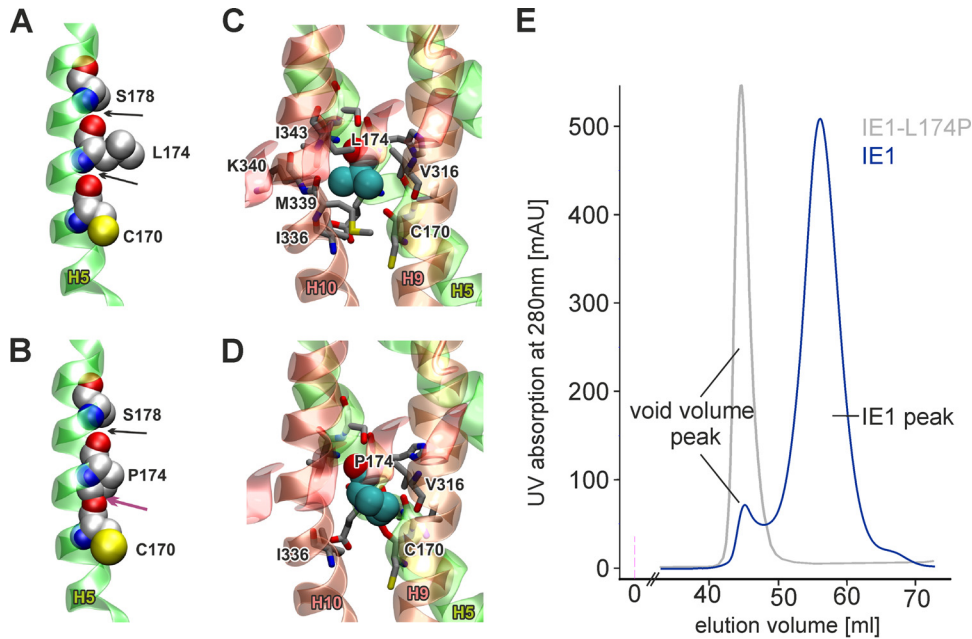 A
S178
L174
C170
H5
B
S178
P174
C170
H5
C
I343
L174
K340
V316
M339
I336
C170
H10
H9
H5
D
P174
V316
I336
C170
H10
H9
H5
E
UV absorption at 280nm [mAU]
500
400
300
200
100
0
IE1-L174P
IE1
void volume
peak
IE1 peak
0
40
50
60
70
elution volume [ml]